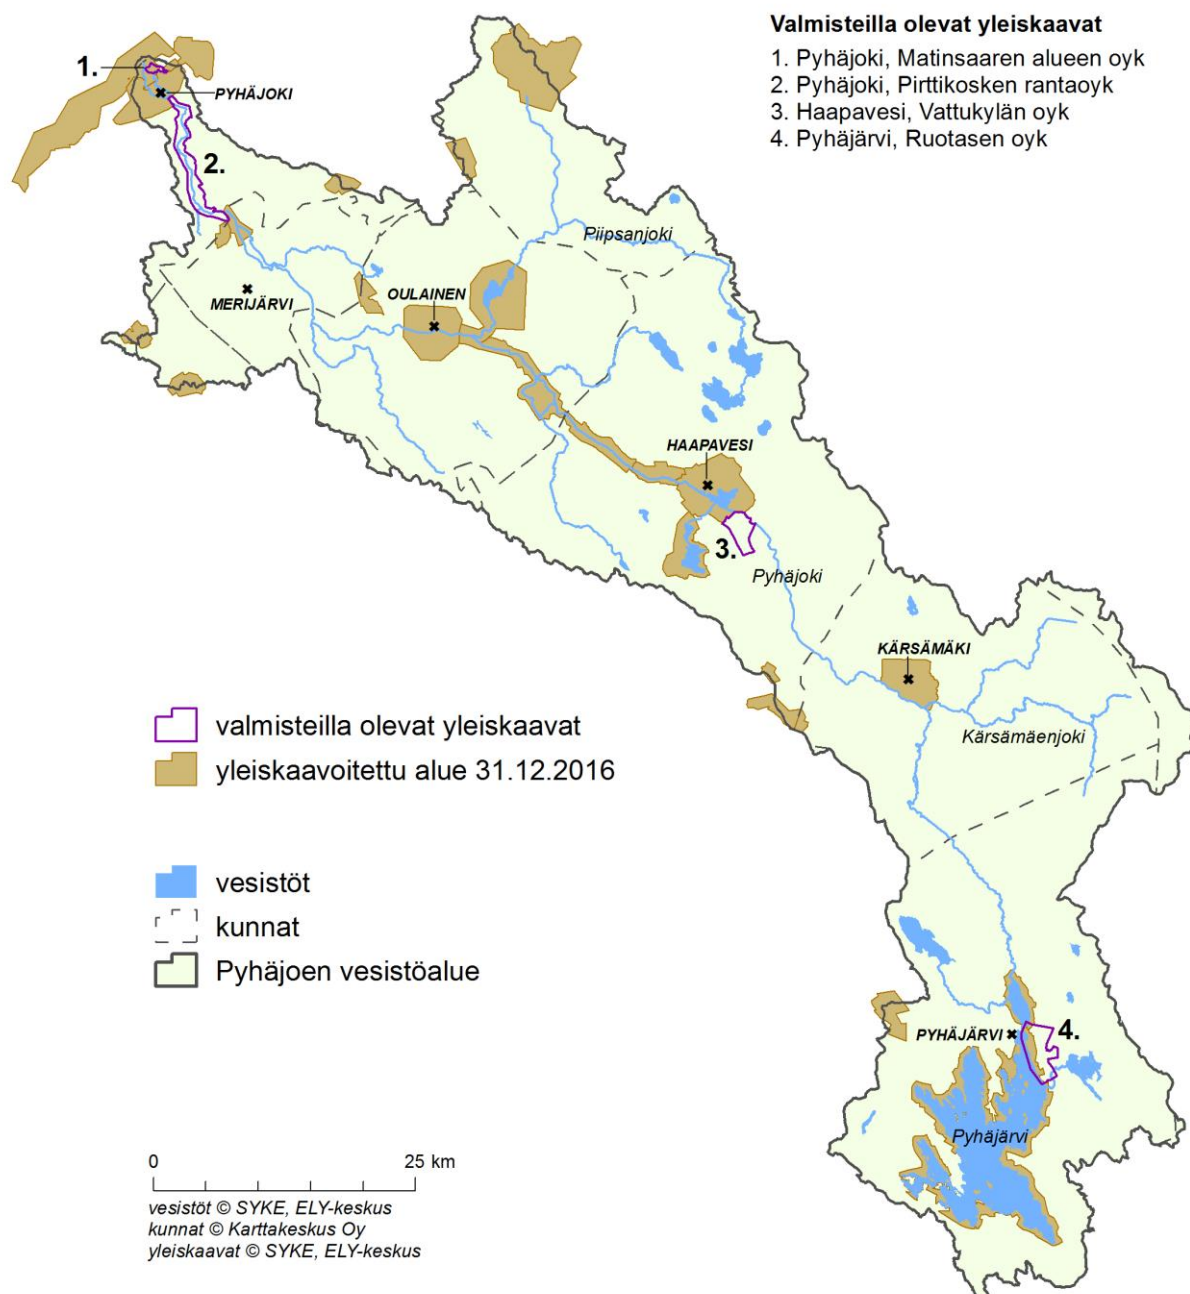 Valmisteilla olevat yleiskaavat
1. Pyhäjoki, Matinsaaren alueen oyk
2. Pyhäjoki, Pirttikosken rantaoyk
3. Haapavesi, Vattukylän oyk
4. Pyhäjärvi, Ruotasen oyk
1.
PYHÄJOKI
2.
Piipsanjoki
MERIJÄRVI
OULAINEN
HAAPAVESI
3.
Pyhäjoki
KÄRSÄMÄKI
Kärsämäenjoki
valmisteilla olevat yleiskaavat
yleiskaavoitettu alue 31.12.2016
vesistöt
kunnat
Pyhäjoen vesistöalue
PYHÄJÄRVI
4.
Pyhäjärvi
0 25 km
vesistöt © SYKE, ELY-keskus
kunnat © Karttakeskus Oy
yleiskaavat © SYKE, ELY-keskus